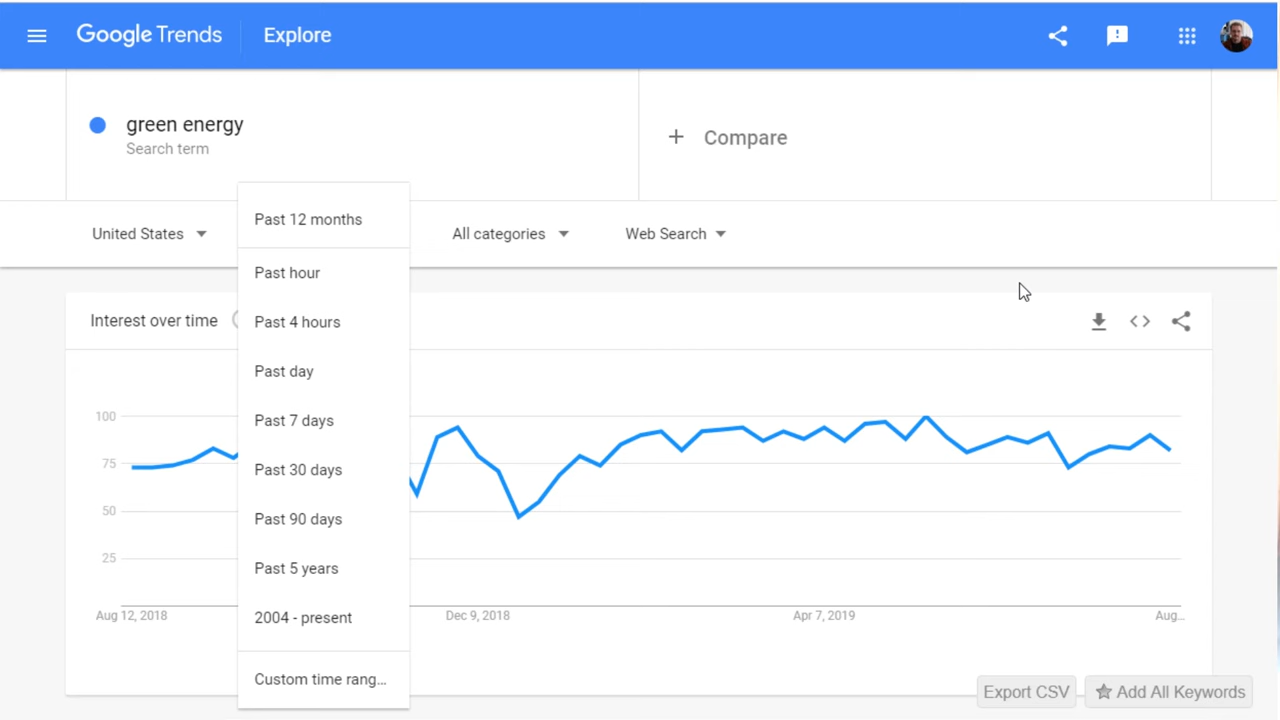 Google Trends
Explore
green energy
Search term
+ Compare
United States
Past 12 months
All categories
Web Search
Past hour
Past 4 hours
Past day
Past 7 days
Past 30 days
Past 90 days
Past 5 years
2004 - present
Custom time rang...
Interest over time
100
75
50
25
Aug 12, 2018
Dec 9, 2018
Apr 7, 2019
Aug...
Export CSV
Add All Keywords